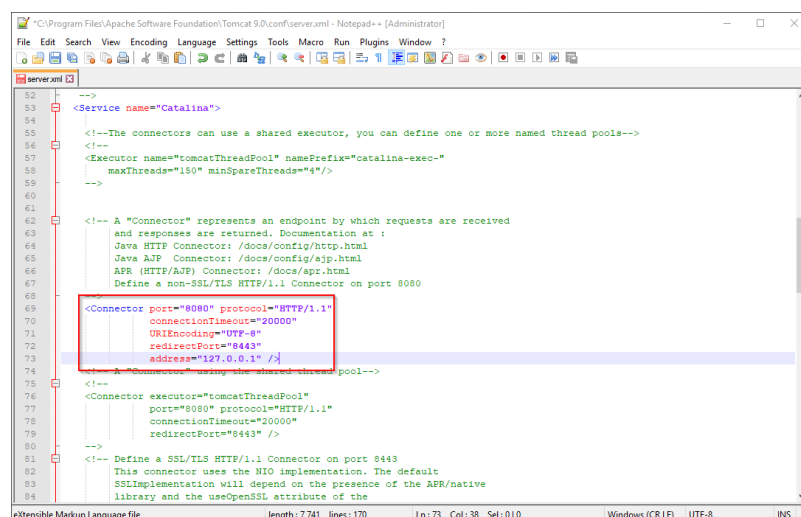 *C:\Program Files\Apache Software Foundation\Tomcat 9.0\conf\server.xml - Notepad++ [Administrator]
File Edit Search View Encoding Language Settings Tools Macro Run Plugins Window ?
server.xml
52 -->
53 <Service name="Catalina">
54
55 <!--The connectors can use a shared executor, you can define one or more named thread pools-->
56 <!--
57 <Executor name="tomcatThreadPool" namePrefix="catalina-exec-"
58 maxThreads="150" minSpareThreads="4"/>
59 -->
60
61
62 <!-- A "Connector" represents an endpoint by which requests are received
63 and responses are returned. Documentation at :
64 Java HTTP Connector: /docs/config/http.html
65 Java AJP Connector: /docs/config/ajp.html
66 APR (HTTP/AJP) Connector: /docs/apr.html
67 Define a non-SSL/TLS HTTP/1.1 Connector on port 8080
68 -->
69 <Connector port="8080" protocol="HTTP/1.1"
70 connectionTimeout="20000"
71 URIEncoding="UTF-8"
72 redirectPort="8443"
73 address="127.0.0.1" />
74 <!-- A "Connector" using the shared thread pool-->
75 <!--
76 <Connector executor="tomcatThreadPool"
77 port="8080" protocol="HTTP/1.1"
78 connectionTimeout="20000"
79 redirectPort="8443" />
80 -->
81 <!-- Define a SSL/TLS HTTP/1.1 Connector on port 8443
82 This connector uses the NIO implementation. The default
83 SSLImplementation will depend on the presence of the APR/native
84 library and the useOpenSSL attribute of the
eXtensible Markup Language file length : 7,741 lines : 170 Ln : 73 Col : 38 Sel : 0 | 0 Windows (CR LF) UTF-8 INS